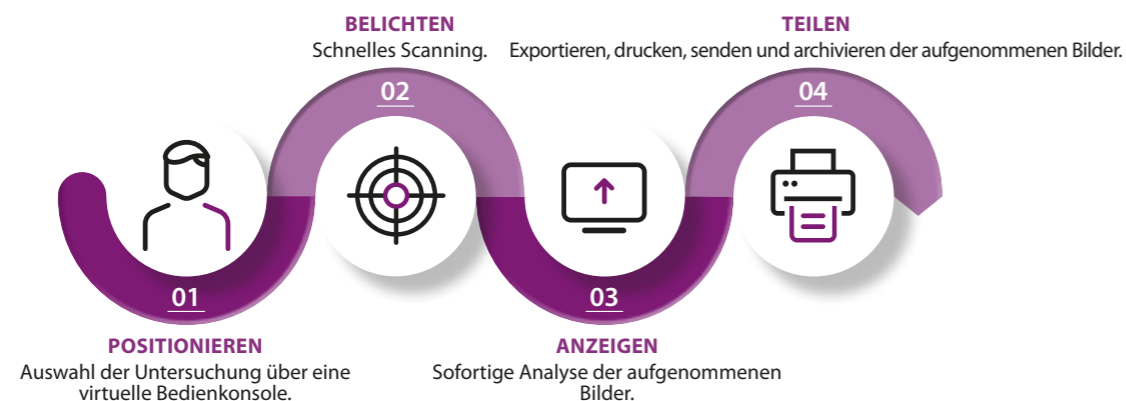 01
POSITIONIEREN
Auswahl der Untersuchung über eine
virtuelle Bedienkonsole.
BELICHTEN
Schnelles Scanning.
02
03
ANZEIGEN
Sofortige Analyse der aufgenommenen
Bilder.
TEILEN
Exportieren, drucken, senden und archivieren der aufgenommenen Bilder.
04